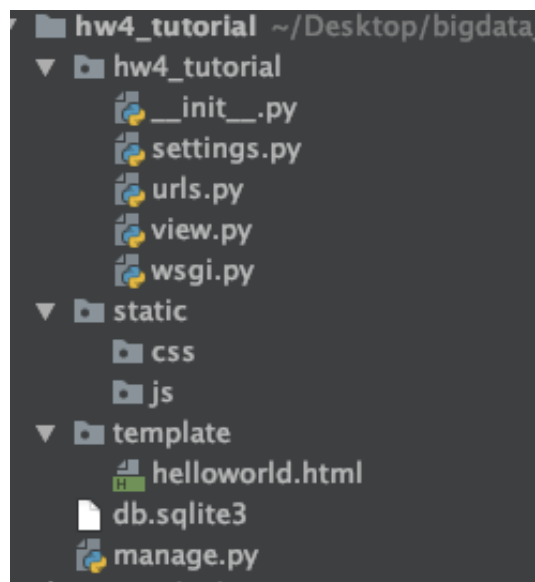 hw4_tutorial ~/Desktop/bigdata_
hw4_tutorial
__init__.py
settings.py
urls.py
view.py
wsgi.py
static
css
js
template
H helloworld.html
db.sqlite3
manage.py